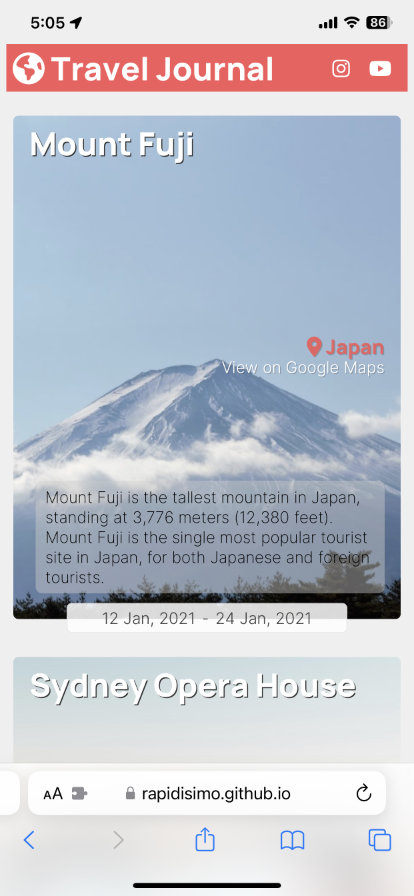 5:05
86
Travel Journal
Mount Fuji
Japan
View on Google Maps
Mount Fuji is the tallest mountain in Japan,
standing at 3,776 meters (12,380 feet).
Mount Fuji is the single most popular tourist
site in Japan, for both Japanese and foreign
tourists.
12 Jan, 2021 - 24 Jan, 2021
Sydney Opera House
AA rapidisimo.github.io